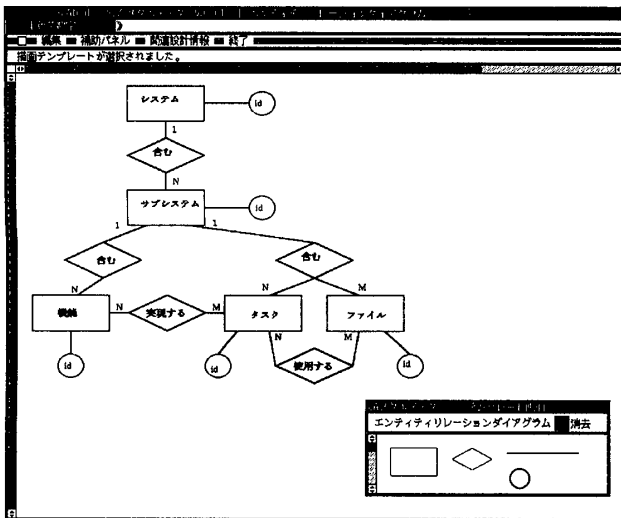 編集 補助パネル 関連設計情報 終了
描画テンプレートが選択されました。
システム id
1
含む
N
サブシステム id
1 1
含む 含む
N N M
機能 N 実現する M タスク ファイル
N M
id id 使用する id
エンティティリレーションダイアグラム 消去